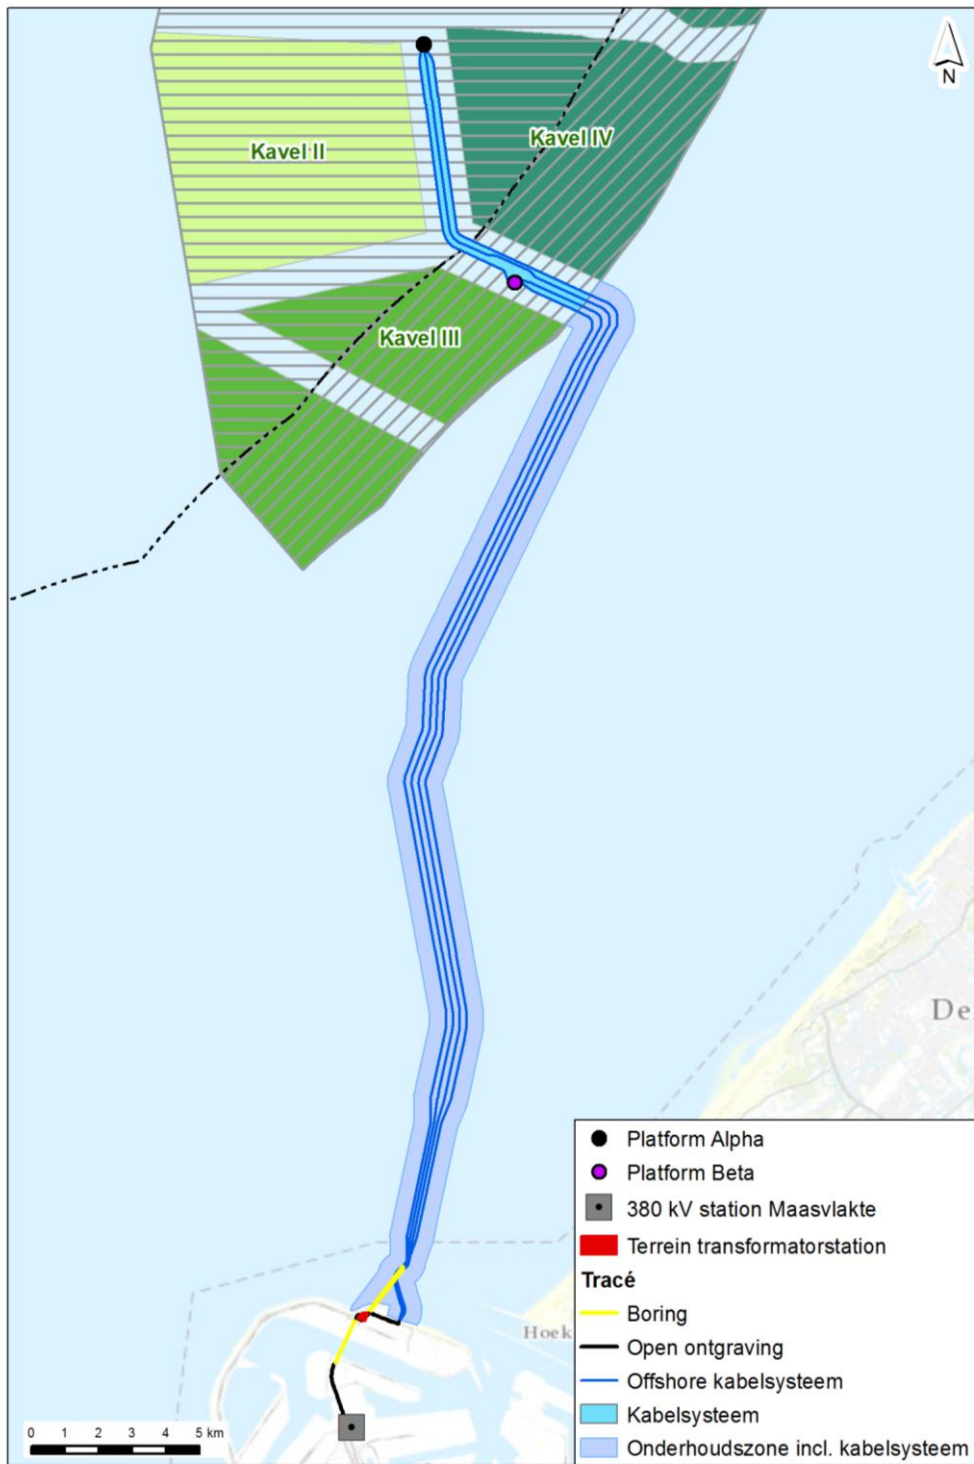 N
Kavel II
Kavel IV
Kavel III
De
Hoek
Platform Alpha
Platform Beta
380 kV station Maasvlakte
Terrein transformatorstation
Tracé
Boring
Open ontgraving
Offshore kabelsysteem
Kabelsysteem
Onderhoudszone incl. kabelsysteem
0 1 2 3 4 5 km